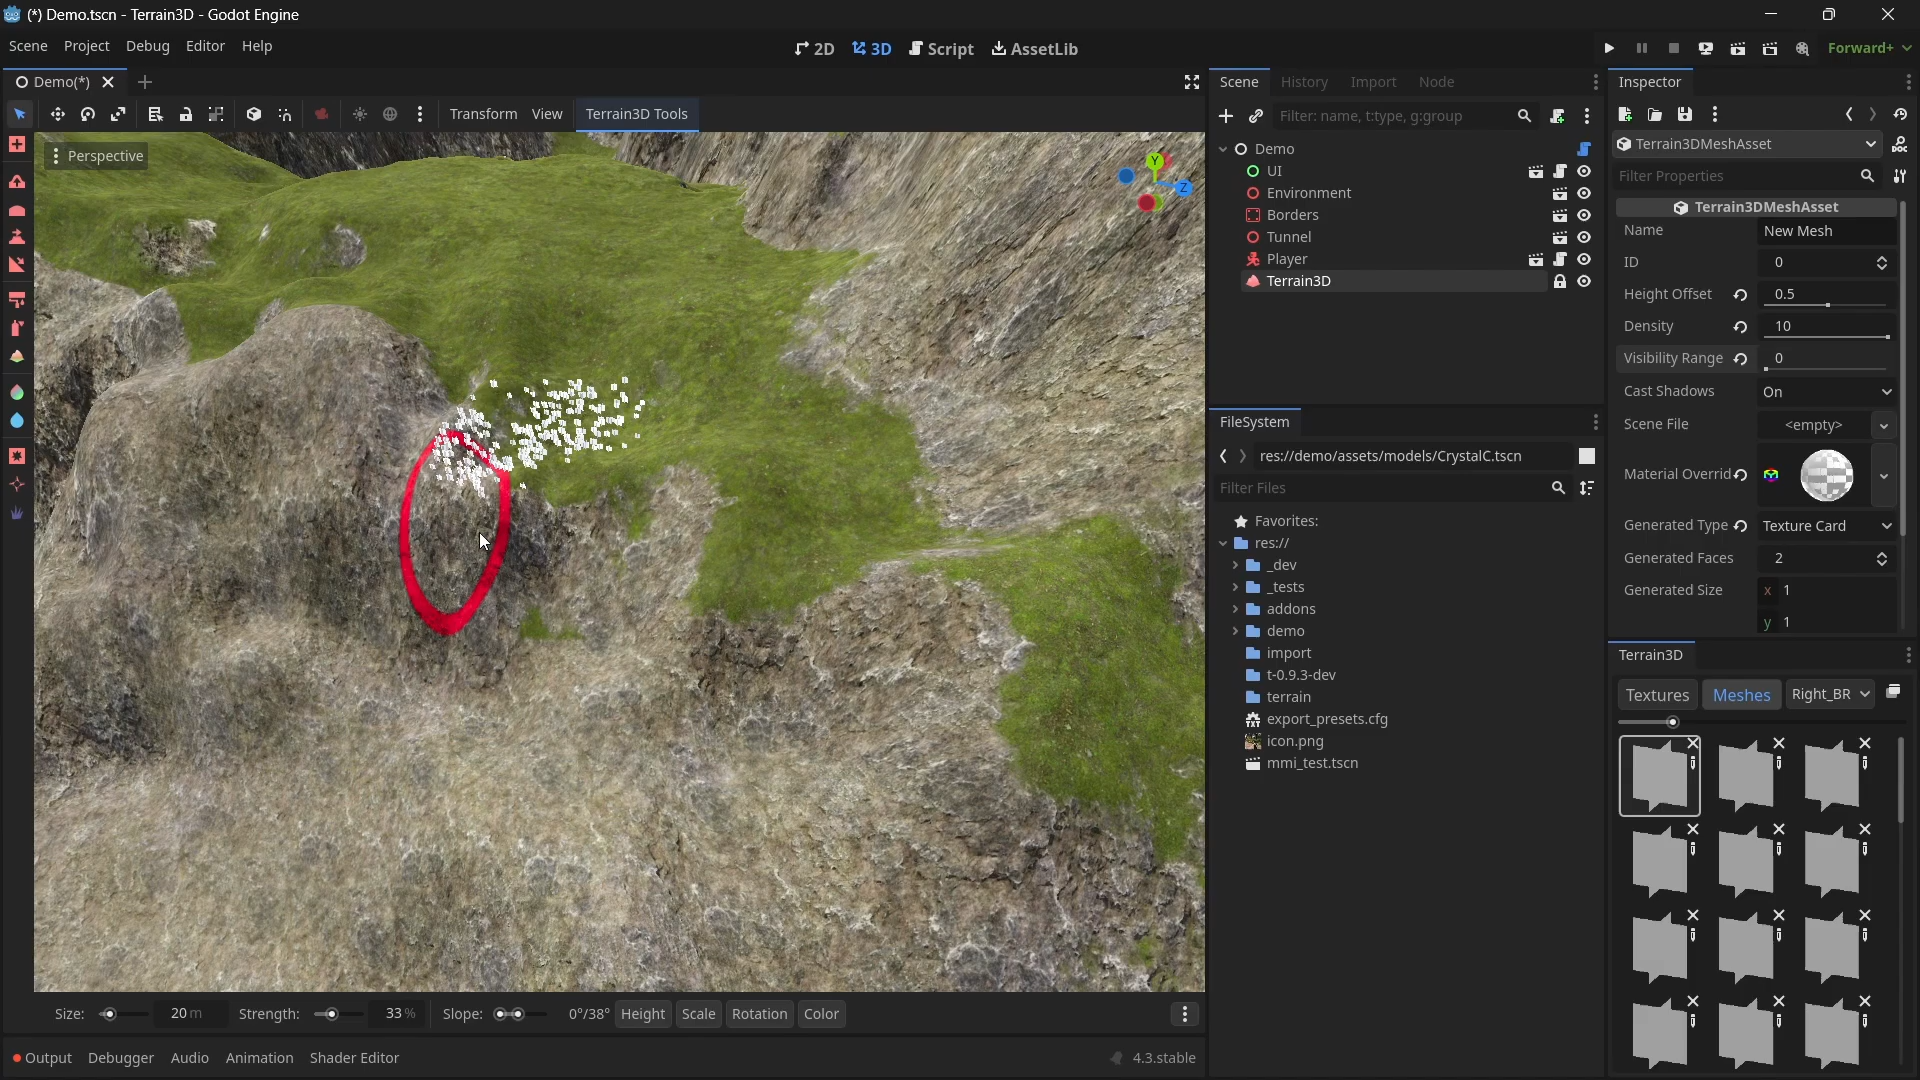 (*) Demo.tscn - Terrain3D - Godot Engine
Scene Project Debug Editor Help
2D 3D Script AssetLib
Forward+
Demo(*)
Transform View Terrain3D Tools
Perspective
Y
Z
Size: 20 m Strength: 33 % Slope: 0°/38° Height Scale Rotation Color
Output Debugger Audio Animation Shader Editor
4.3.stable
Scene History Import Node
Filter: name, t:type, g:group
Demo
UI
Environment
Borders
Tunnel
Player
Terrain3D
FileSystem
res://demo/assets/models/CrystalC.tscn
Filter Files
Favorites:
res://
_dev
_tests
addons
demo
import
t-0.9.3-dev
terrain
export_presets.cfg
icon.png
mmi_test.tscn
Inspector
Terrain3DMeshAsset
DOC
Filter Properties
Terrain3DMeshAsset
Name New Mesh
ID 0
Height Offset 0.5
Density 10
Visibility Range 0
Cast Shadows On
Scene File <empty>
Material Overrid
Generated Type Texture Card
Generated Faces 2
Generated Size x 1
y 1
Terrain3D
Textures Meshes Right_BR